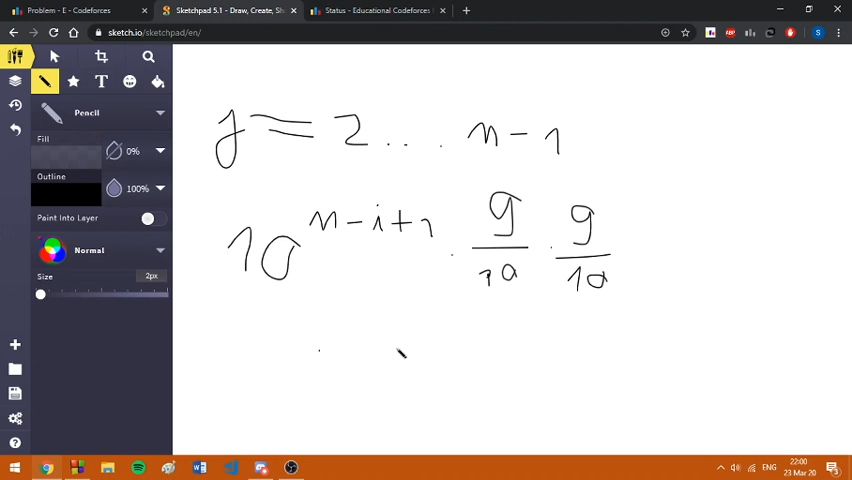 Problem - E - Codeforces
Sketchpad 5.1 - Draw, Create, Sh
Status - Educational Codeforces
sketch.io/sketchpad/en/
Pencil
Fill
0%
Outline
100%
Paint Into Layer
Normal
Size
2px
j = 2 . . . n - 1
10^{n-i+1} · 9/10 · 9/10
ENG
22:00
23 Mar 20
3